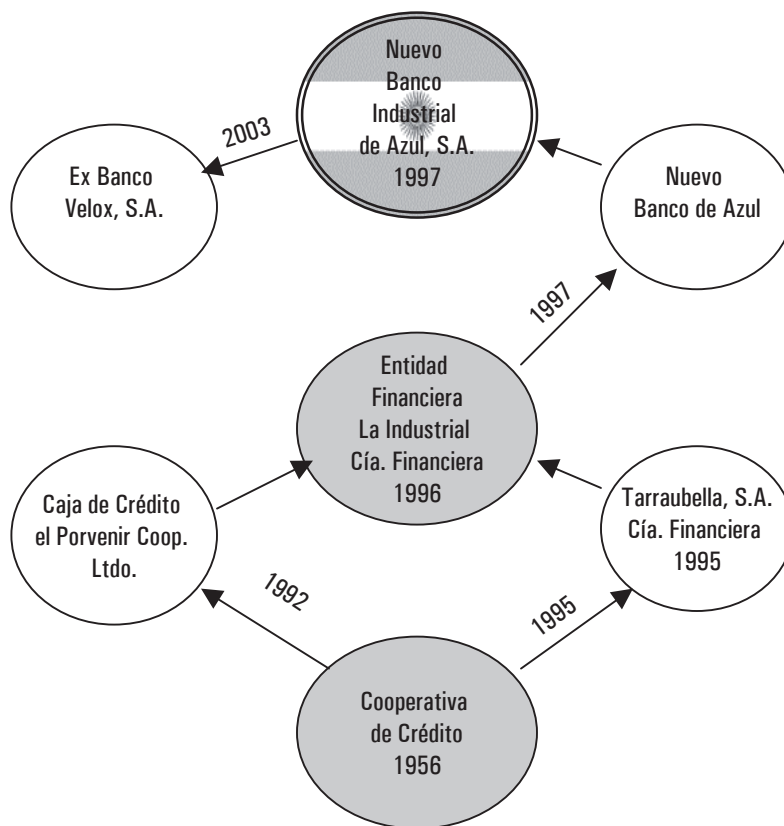 Nuevo
Banco
Industrial
de Azul, S.A.
1997
2003
Ex Banco
Velox, S.A.
Nuevo
Banco de Azul
1997
Entidad
Financiera
La Industrial
Cía. Financiera
1996
Caja de Crédito
el Porvenir Coop.
Ltdo.
Tarraubella, S.A.
Cía. Financiera
1995
1992
1995
Cooperativa
de Crédito
1956